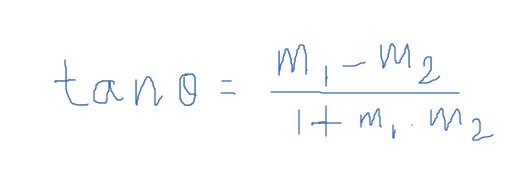 tan θ = (m₁ - m₂) / (1 + m₁ . m₂)